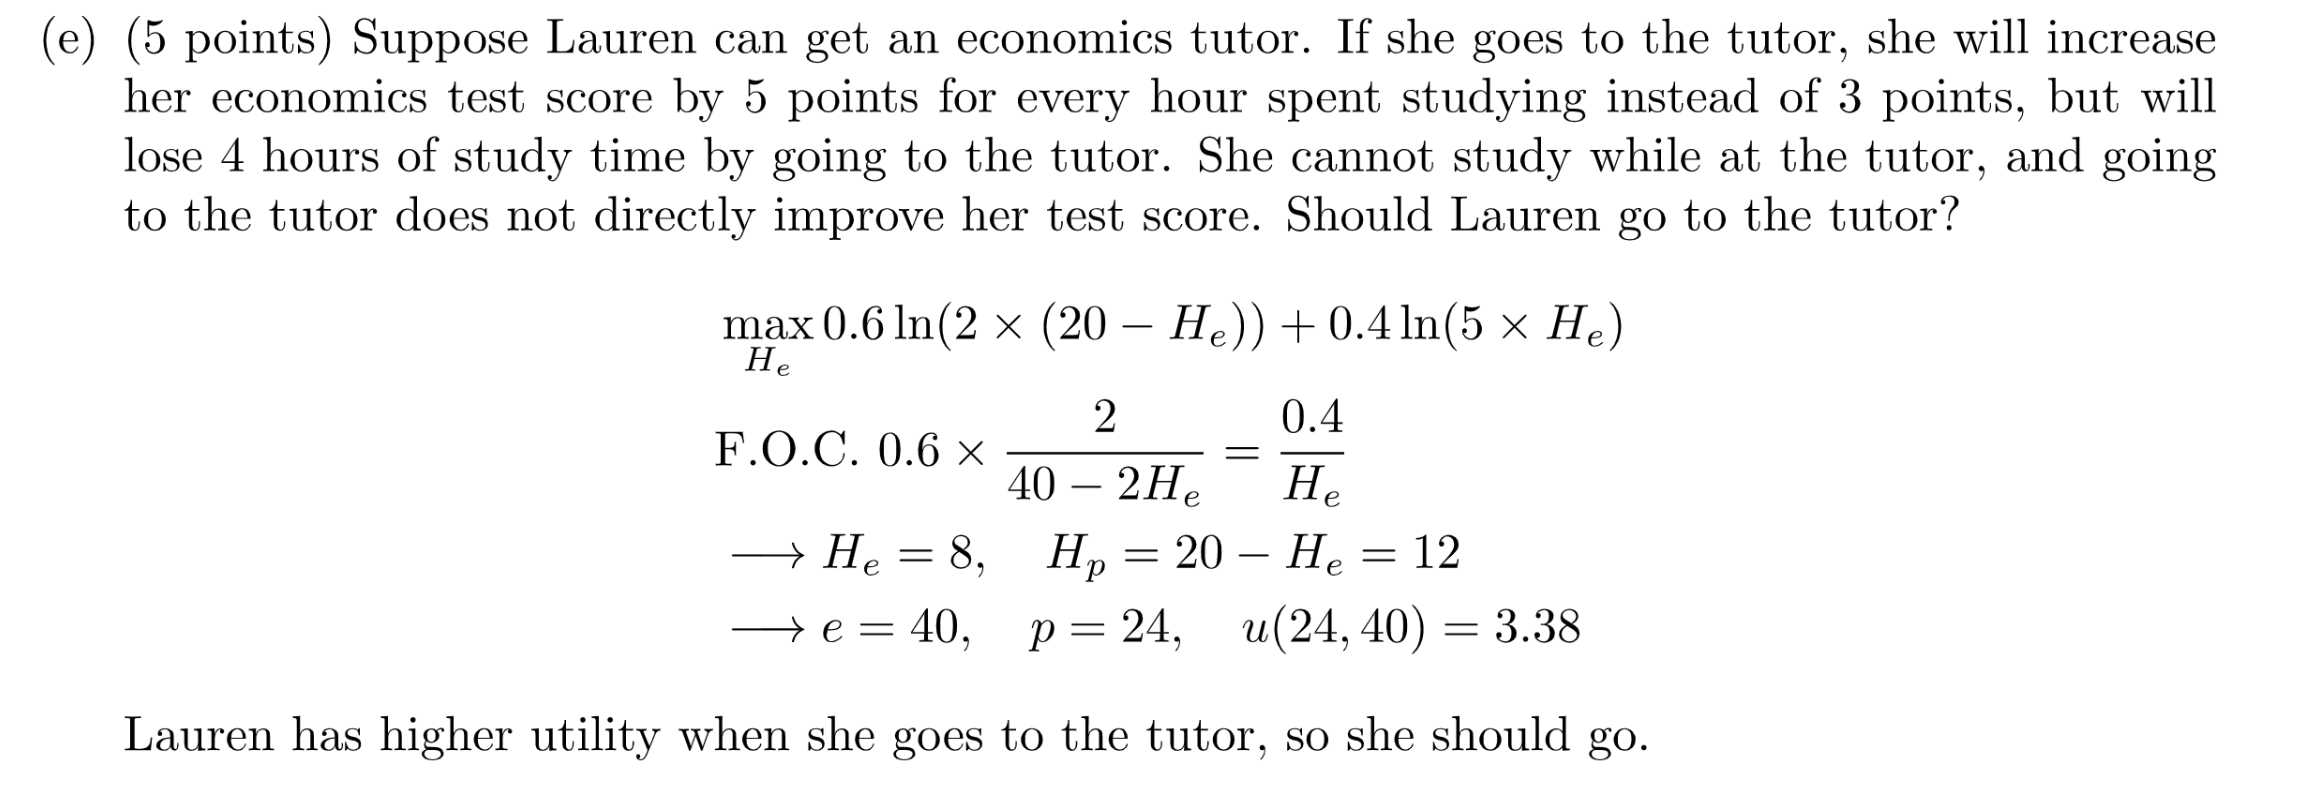 (e) (5 points) Suppose Lauren can get an economics tutor. If she goes to the tutor, she will increase
her economics test score by 5 points for every hour spent studying instead of 3 points, but will
lose 4 hours of study time by going to the tutor. She cannot study while at the tutor, and going
to the tutor does not directly improve her test score. Should Lauren go to the tutor?
$\max_{H_e} 0.6 \ln(2 \times (20 - H_e)) + 0.4 \ln(5 \times H_e)$
F.O.C. $0.6 \times \frac{2}{40 - 2H_e} = \frac{0.4}{H_e}$
$\longrightarrow H_e = 8, \quad H_p = 20 - H_e = 12$
$\longrightarrow e = 40, \quad p = 24, \quad u(24, 40) = 3.38$
Lauren has higher utility when she goes to the tutor, so she should go.